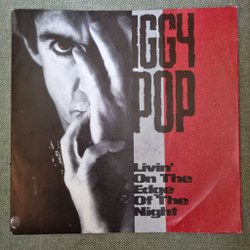 IGGY
POP
Livin'
On The
Edge
Of The
Night